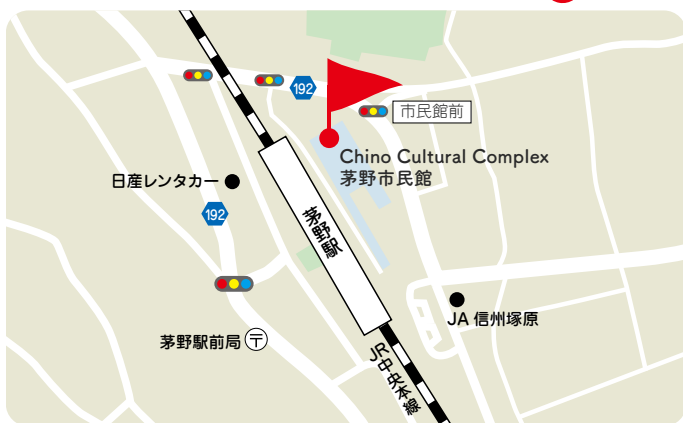 192
市民館前
Chino Cultural Complex
茅野市民館
日産レンタカー
192
茅野駅
JA 信州塚原
茅野駅前局 〒
JR中央本線